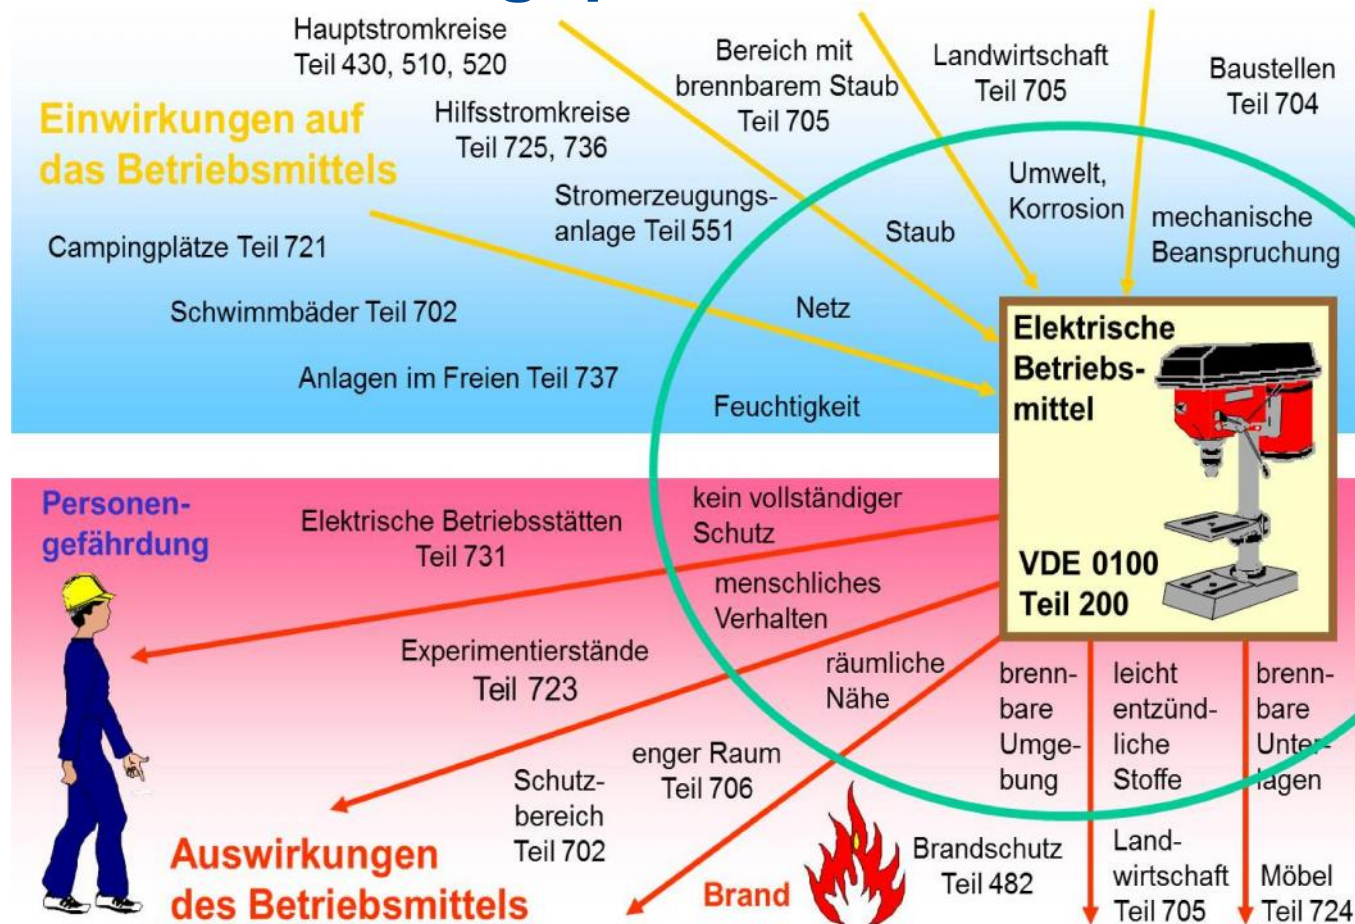 Hauptstromkreise
Teil 430, 510, 520
Bereich mit
brennbarem Staub
Teil 705
Landwirtschaft
Teil 705
Baustellen
Teil 704
Einwirkungen auf
das Betriebsmittels
Hilfsstromkreise
Teil 725, 736
Stromerzeugungs-
anlage Teil 551
Umwelt,
Korrosion
Staub
mechanische
Beanspruchung
Campingplätze Teil 721
Schwimmbäder Teil 702
Netz
Anlagen im Freien Teil 737
Feuchtigkeit
Elektrische
Betriebs-
mittel
VDE 0100
Teil 200
Personen-
gefährdung
Elektrische Betriebsstätten
Teil 731
kein vollständiger
Schutz
menschliches
Verhalten
Experimentierstände
Teil 723
räumliche
Nähe
brenn-
bare
Umge-
bung
leicht
entzünd-
liche
Stoffe
brenn-
bare
Unter-
lagen
enger Raum
Teil 706
Schutz-
bereich
Teil 702
Auswirkungen
des Betriebsmittels
Brand
Brandschutz
Teil 482
Land-
wirtschaft
Teil 705
Möbel
Teil 724